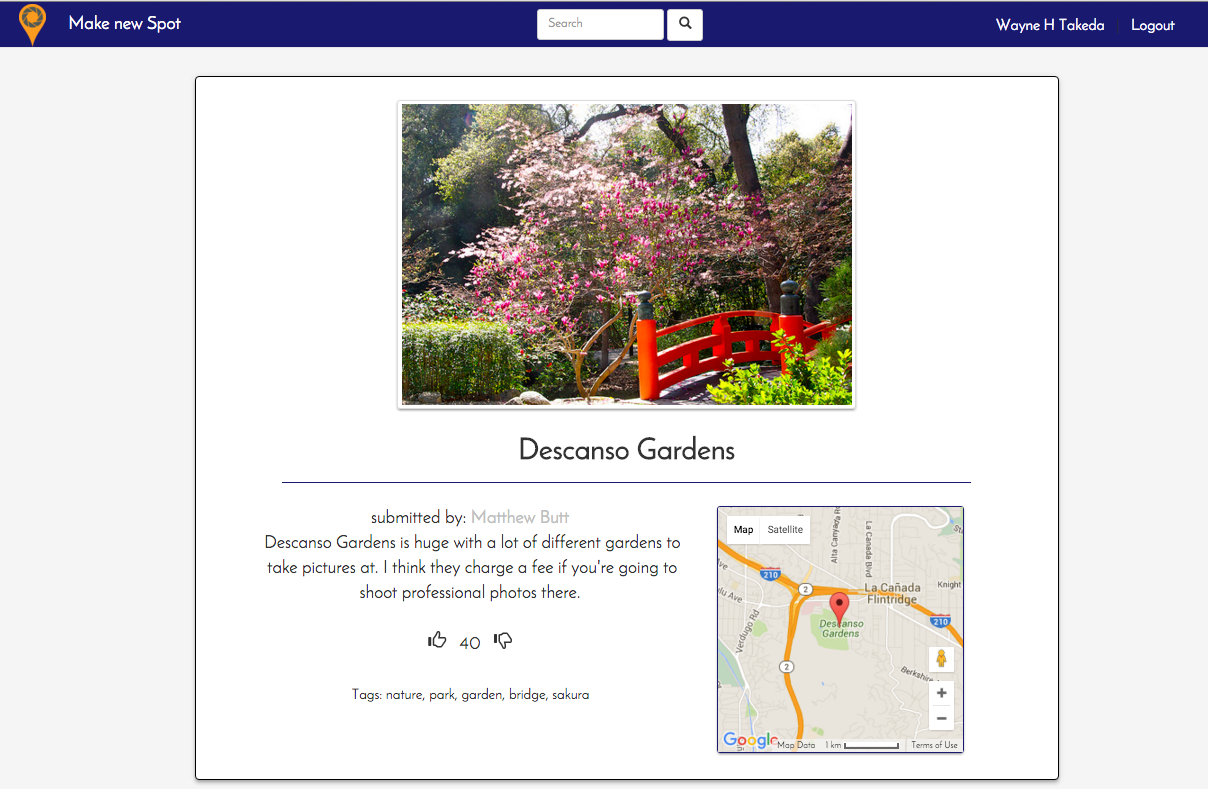 Make new Spot
Search
Wayne H Takeda
Logout
Descanso Gardens
submitted by: Matthew Butt
Descanso Gardens is huge with a lot of different gardens to
take pictures at. I think they charge a fee if you're going to
shoot professional photos there.
40
Tags: nature, park, garden, bridge, sakura
Map
Satellite
Alta Canyada Rd
La Canada Blvd
210
2
La Cañada
Flintridge
Knight
Descanso
Gardens
210
Verdugo Rd
2
Berkshire
+
−
Google
Map Data
1 km
Terms of Use